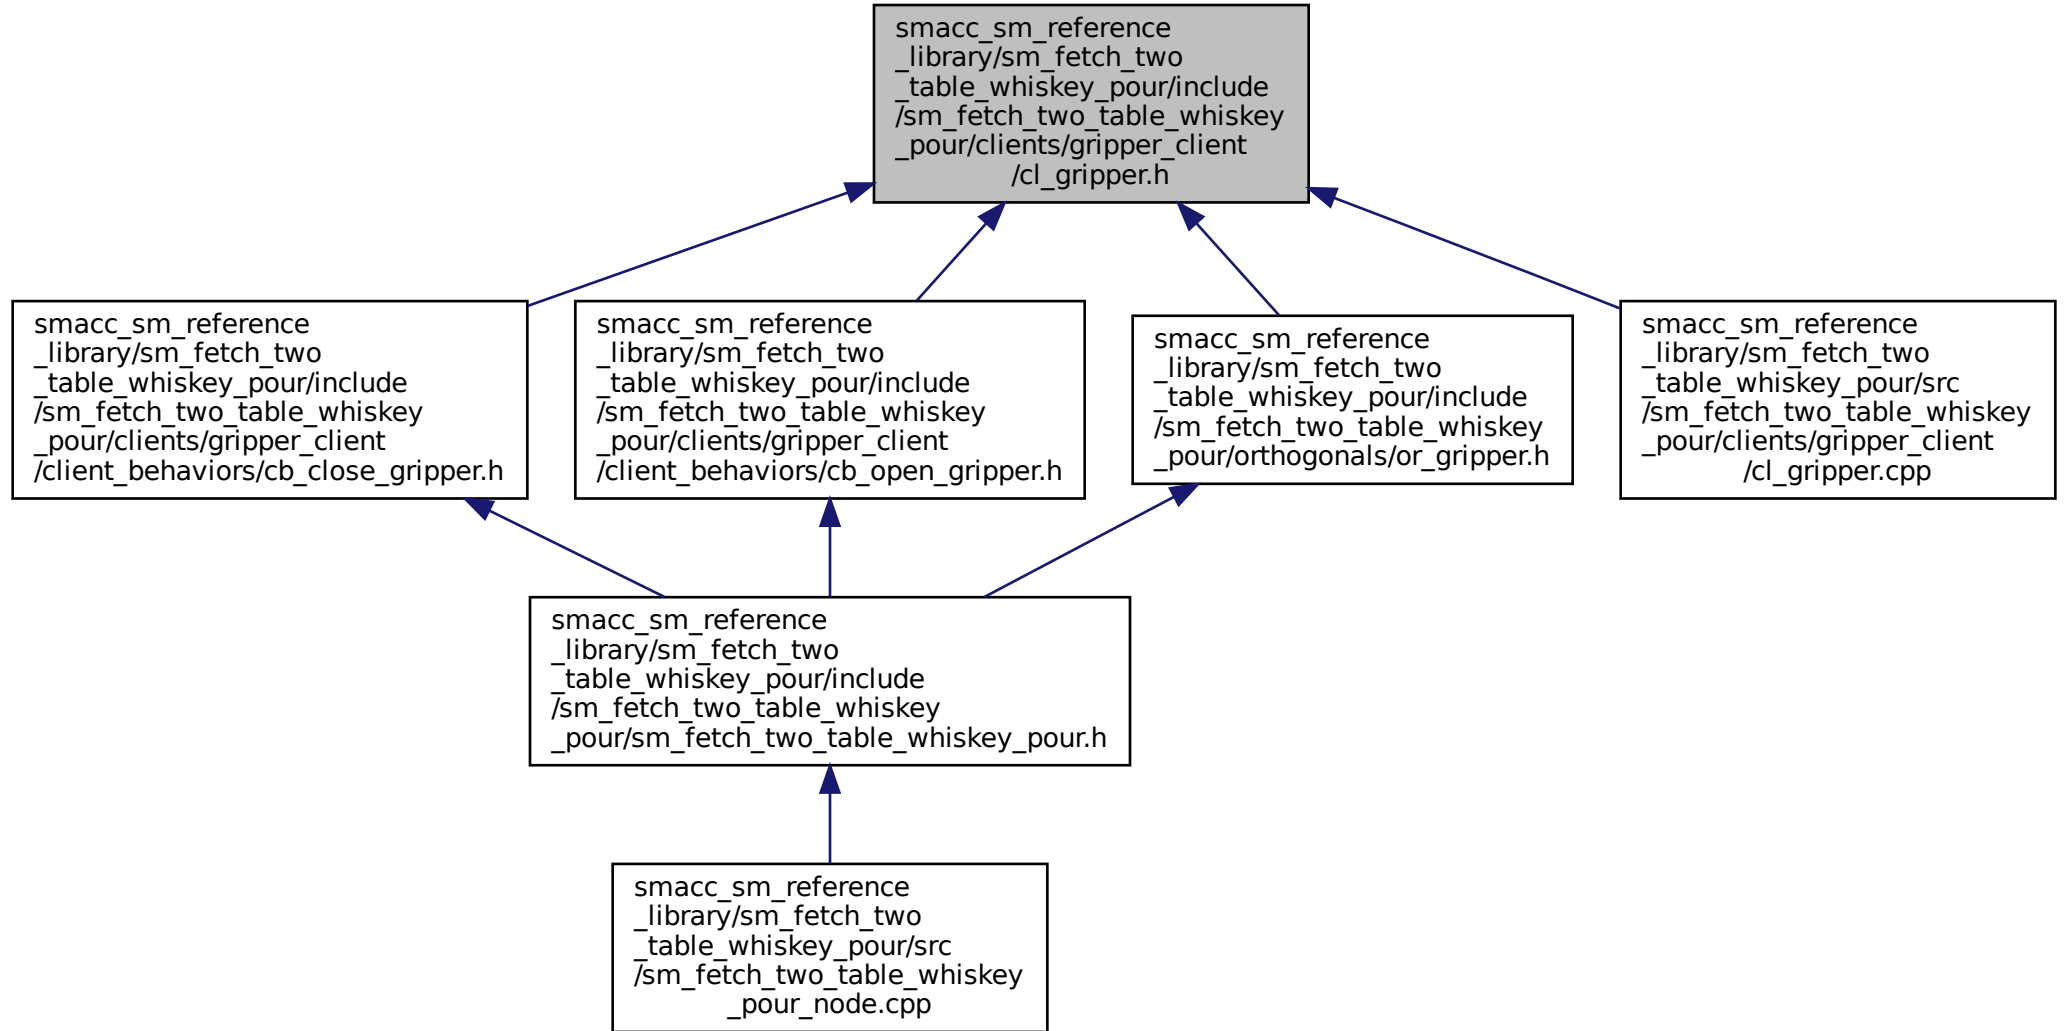 smacc_sm_reference
_library/sm_fetch_two
_table_whiskey_pour/include
/sm_fetch_two_table_whiskey
_pour/clients/gripper_client
/cl_gripper.h
smacc_sm_reference
_library/sm_fetch_two
_table_whiskey_pour/include
/sm_fetch_two_table_whiskey
_pour/clients/gripper_client
/client_behaviors/cb_close_gripper.h
smacc_sm_reference
_library/sm_fetch_two
_table_whiskey_pour/include
/sm_fetch_two_table_whiskey
_pour/clients/gripper_client
/client_behaviors/cb_open_gripper.h
smacc_sm_reference
_library/sm_fetch_two
_table_whiskey_pour/include
/sm_fetch_two_table_whiskey
_pour/orthogonals/or_gripper.h
smacc_sm_reference
_library/sm_fetch_two
_table_whiskey_pour/src
/sm_fetch_two_table_whiskey
_pour/clients/gripper_client
/cl_gripper.cpp
smacc_sm_reference
_library/sm_fetch_two
_table_whiskey_pour/include
/sm_fetch_two_table_whiskey
_pour/sm_fetch_two_table_whiskey_pour.h
smacc_sm_reference
_library/sm_fetch_two
_table_whiskey_pour/src
/sm_fetch_two_table_whiskey
_pour_node.cpp